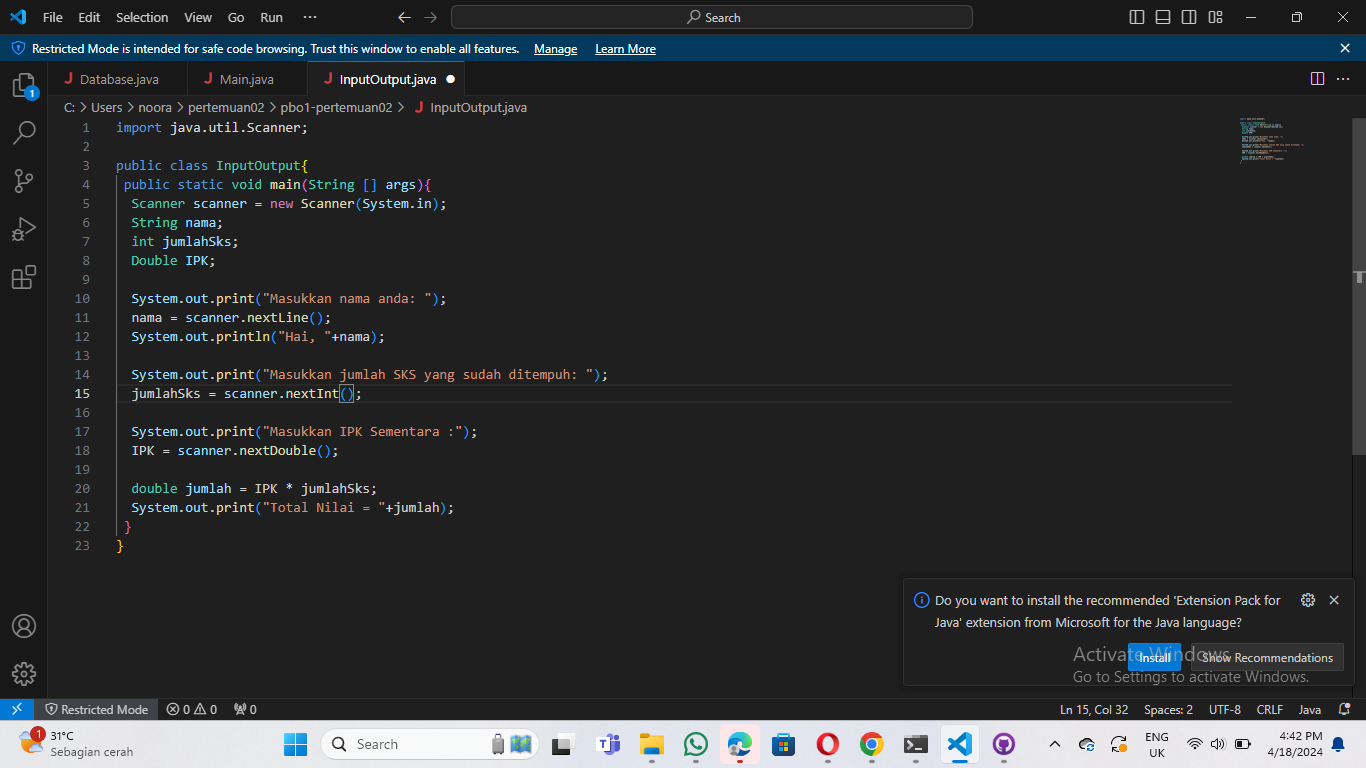 File Edit Selection View Go Run ··· Search
Restricted Mode is intended for safe code browsing. Trust this window to enable all features. Manage Learn More
J Database.java J Main.java J InputOutput.java
C: > Users > noora > pertemuan02 > pbo1-pertemuan02 > J InputOutput.java
1 import java.util.Scanner;
2
3 public class InputOutput{
4 public static void main(String [] args){
5 Scanner scanner = new Scanner(System.in);
6 String nama;
7 int jumlahSks;
8 Double IPK;
9
10 System.out.print("Masukkan nama anda: ");
11 nama = scanner.nextLine();
12 System.out.println("Hai, "+nama);
13
14 System.out.print("Masukkan jumlah SKS yang sudah ditempuh: ");
15 jumlahSks = scanner.nextInt();
16
17 System.out.print("Masukkan IPK Sementara :");
18 IPK = scanner.nextDouble();
19
20 double jumlah = IPK * jumlahSks;
21 System.out.print("Total Nilai = "+jumlah);
22 }
23 }
1
Do you want to install the recommended 'Extension Pack for
Java' extension from Microsoft for the Java language?
Install Show Recommendations
Activate Windows
Go to Settings to activate Windows.
Restricted Mode 0 0 0 Ln 15, Col 32 Spaces: 2 UTF-8 CRLF Java
1 31°C
Sebagian cerah
Search
ENG
UK
4:42 PM
4/18/2024